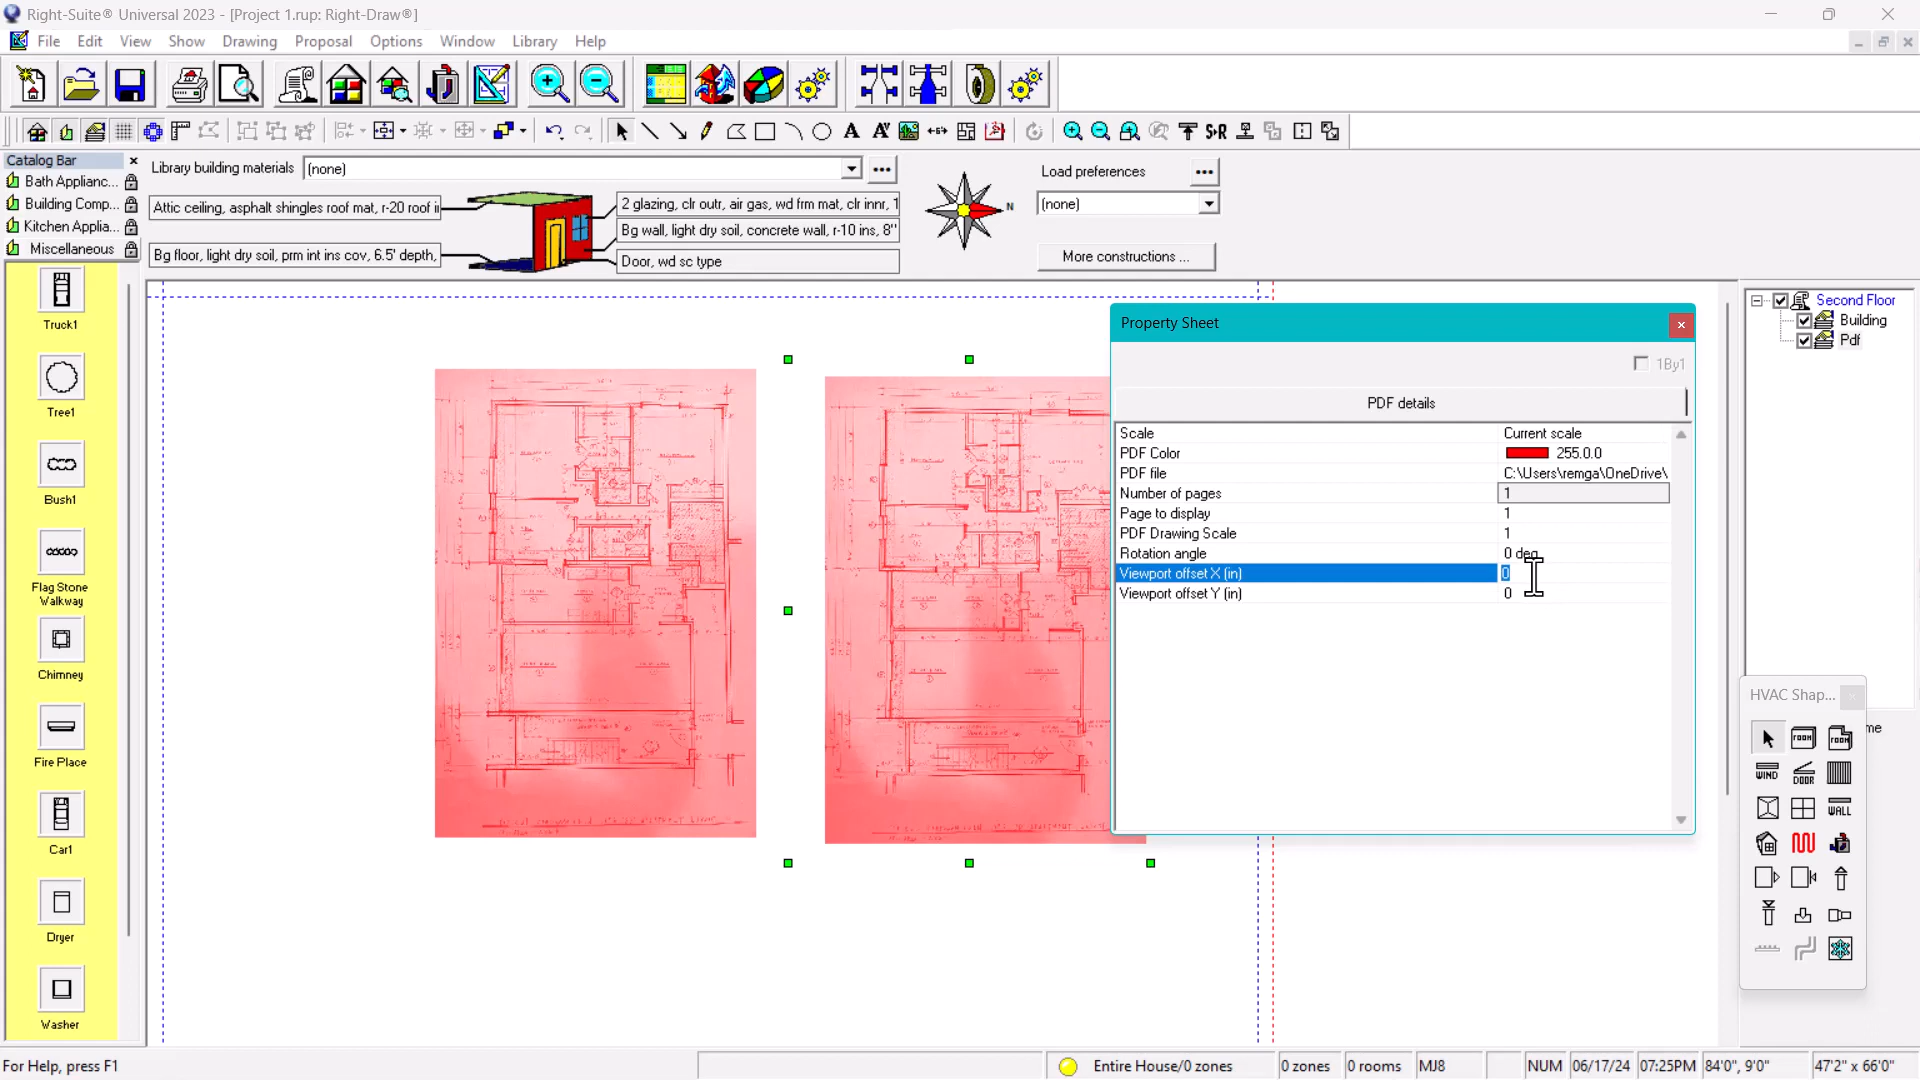 Right-Suite® Universal 2023 - [Project 1.rup: Right-Draw®]
File Edit View Show Drawing Proposal Options Window Library Help
Catalog Bar
Bath Applianc...
Building Comp...
Kitchen Applia...
Miscellaneous
Library building materials (none)
Attic ceiling, asphalt shingles roof mat, r-20 roof i
Bg floor, light dry soil, prm int ins cov, 6.5' depth,
2 glazing, clr outr, air gas, wd frm mat, clr innr, 1
Bg wall, light dry soil, concrete wall, r-10 ins, 8"
Door, wd sc type
N
Load preferences
(none)
More constructions ...
Truck1
Tree1
Bush1
Flag Stone
Walkway
Chimney
Fire Place
Car1
Dryer
Washer
Property Sheet
1By1
PDF details
Scale Current scale
PDF Color 255.0.0
PDF file C:\Users\remga\OneDrive\
Number of pages 1
Page to display 1
PDF Drawing Scale 1
Rotation angle 0 deg
Viewport offset X (in) 0
Viewport offset Y (in) 0
Second Floor
Building
Pdf
HVAC Shap...
me
ROOM ROOM
WIND DOOR
WALL
For Help, press F1
Entire House/0 zones 0 zones 0 rooms MJ8 NUM 06/17/24 07:25PM 84'0", 9'0" 47'2" x 66'0"